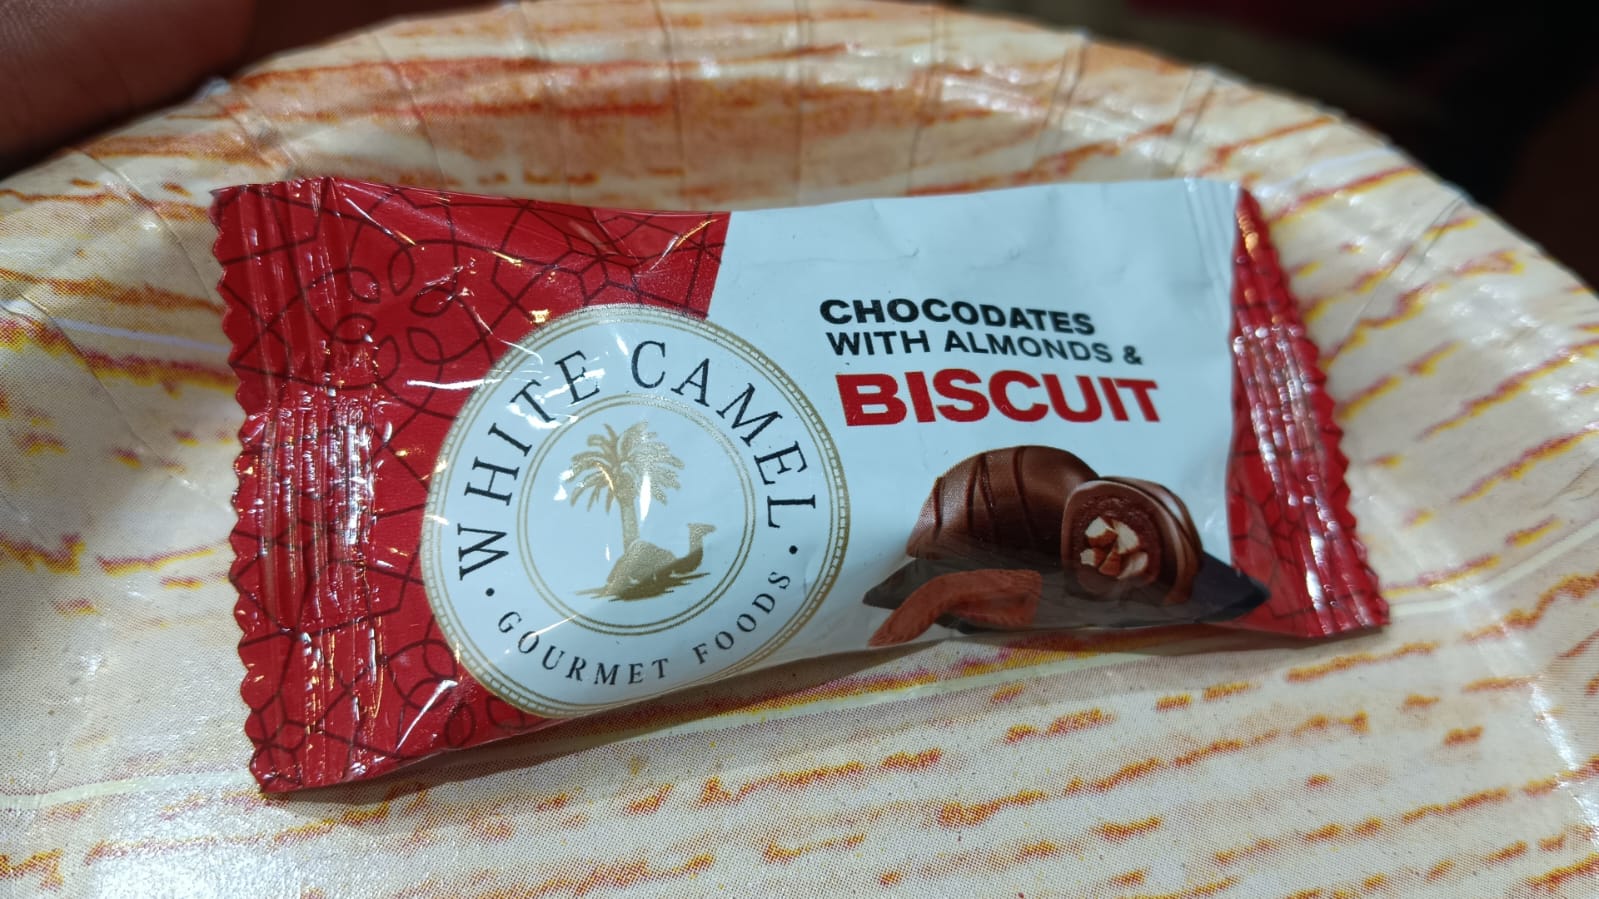 WHITE CAMEL
· GOURMET FOODS ·
CHOCODATES
WITH ALMONDS &
BISCUIT